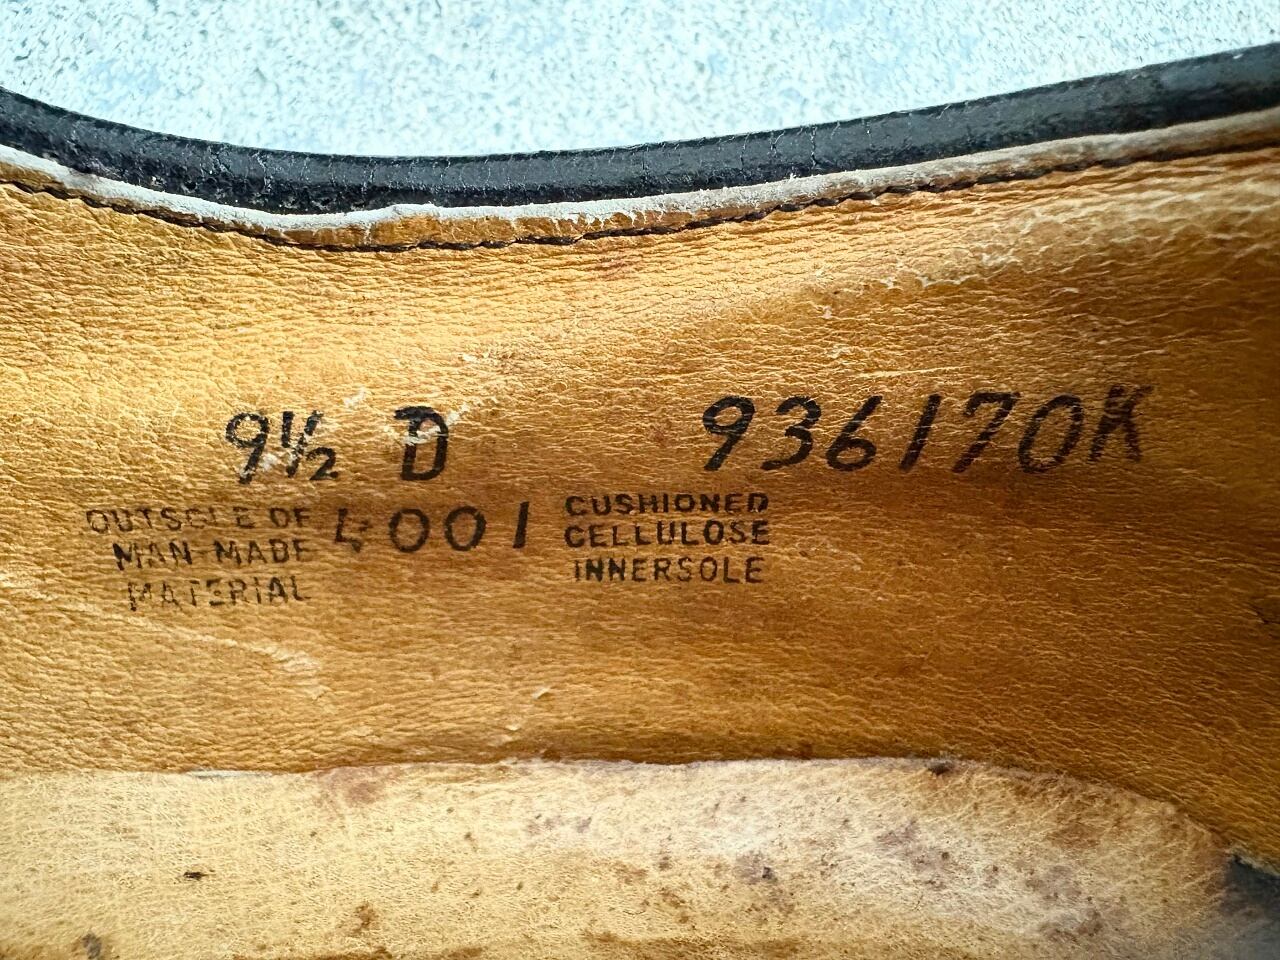 9½ D 936170K
OUTSOLE OF
MAN-MADE
MATERIAL
4001
CUSHIONED
CELLULOSE
INNERSOLE